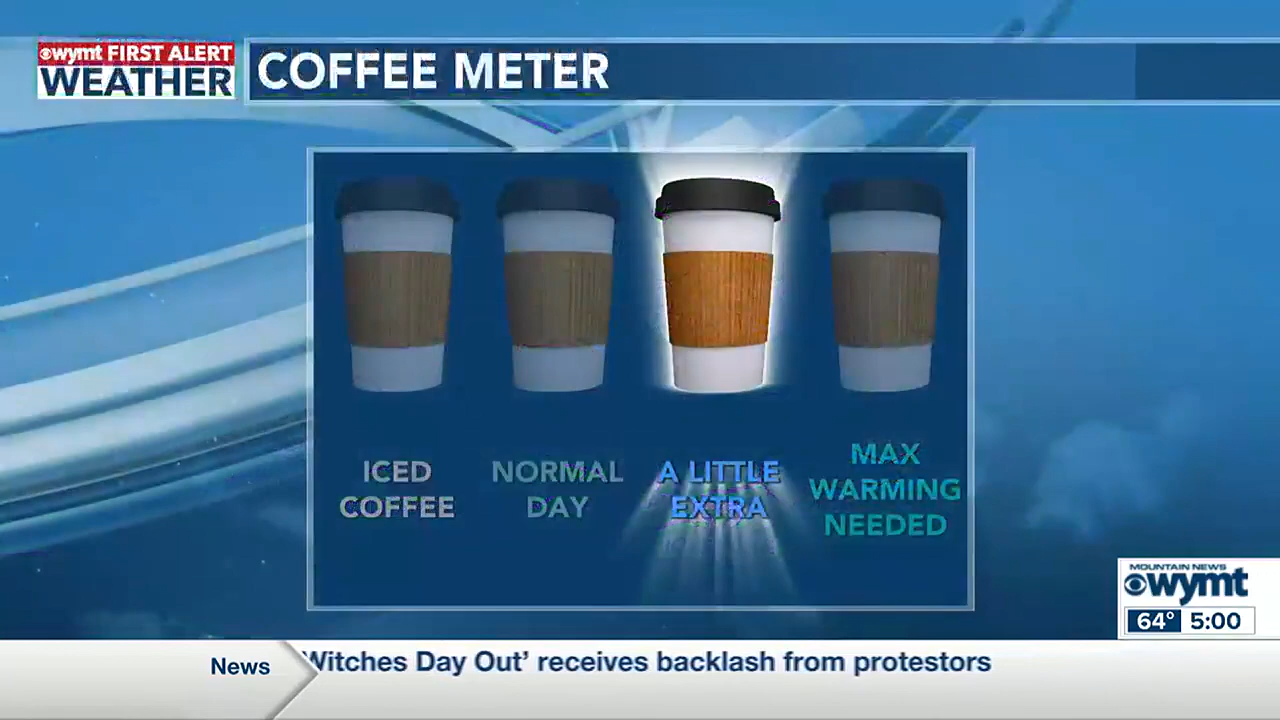 wymt FIRST ALERT
WEATHER
COFFEE METER
ICED
COFFEE
NORMAL
DAY
A LITTLE
EXTRA
MAX
WARMING
NEEDED
MOUNTAIN NEWS
wymt
64° 5:00
News
Witches Day Out’ receives backlash from protestors